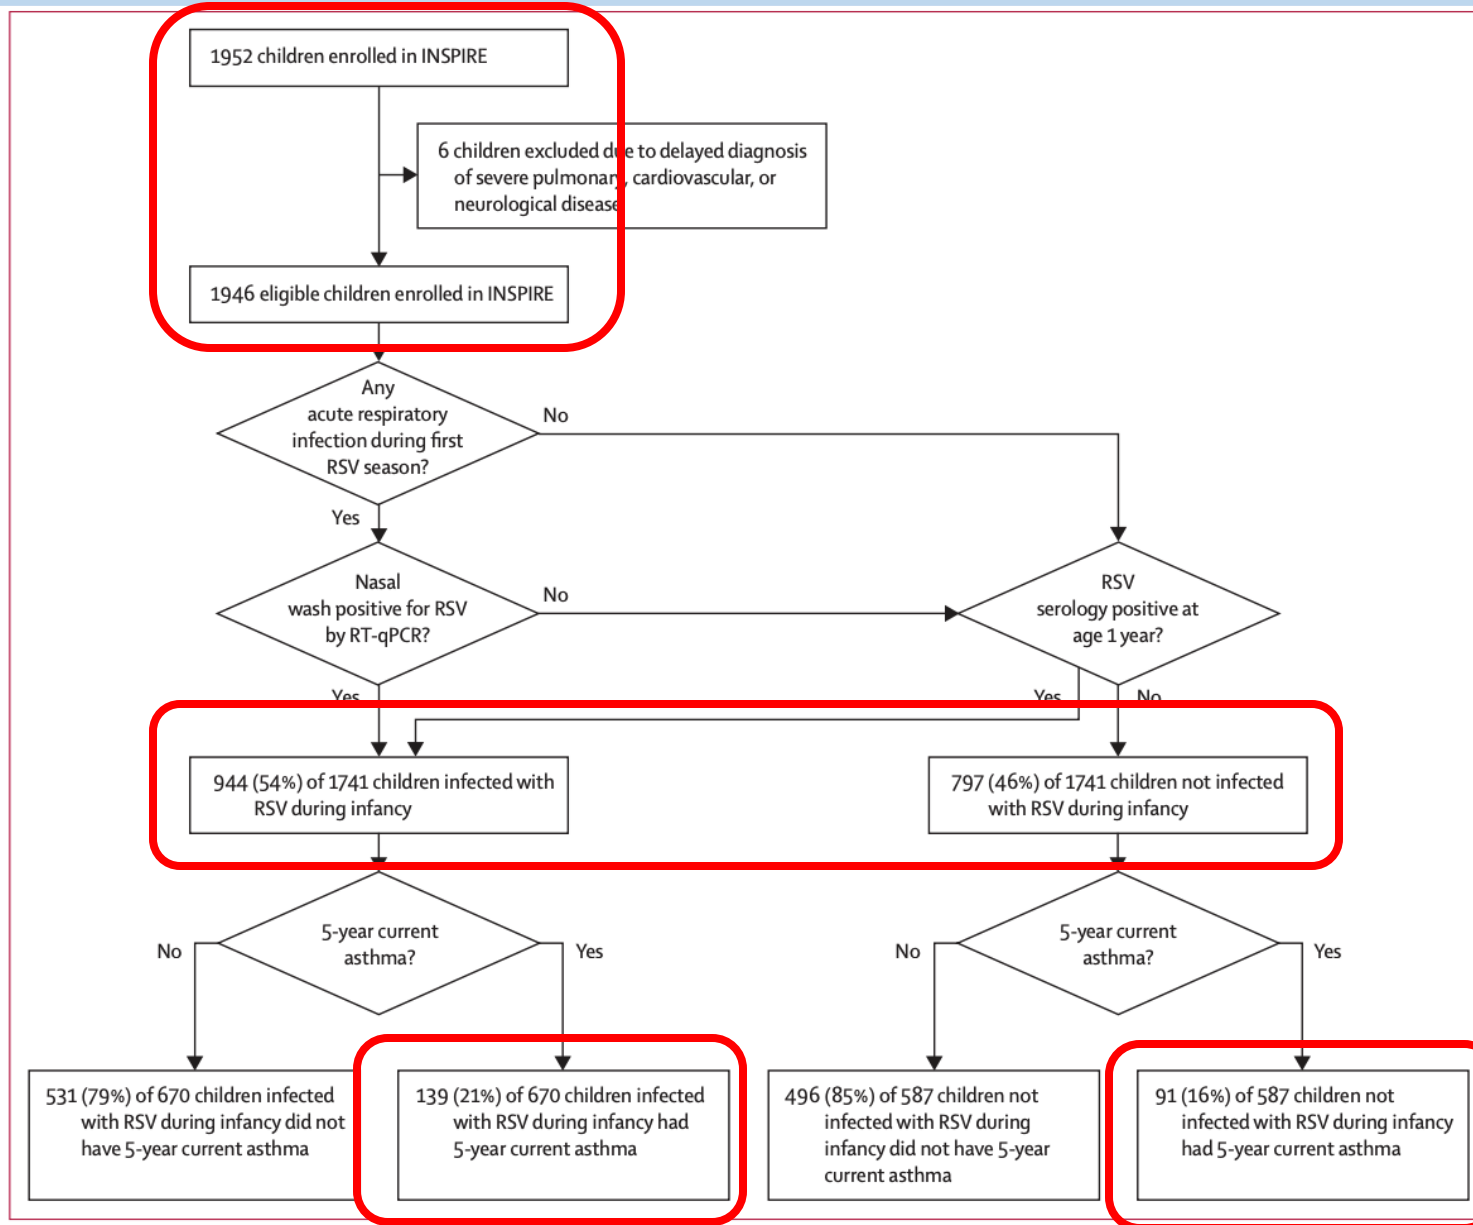 1952 children enrolled in INSPIRE
6 children excluded due to delayed diagnosis
of severe pulmonary, cardiovascular, or
neurological disease
1946 eligible children enrolled in INSPIRE
Any
acute respiratory
infection during first
RSV season?
No
Yes
Nasal
wash positive for RSV
by RT-qPCR?
No
RSV
serology positive at
age 1 year?
Yes
Yes
No
944 (54%) of 1741 children infected with
RSV during infancy
797 (46%) of 1741 children not infected
with RSV during infancy
5-year current
asthma?
No
Yes
5-year current
asthma?
No
Yes
531 (79%) of 670 children infected
with RSV during infancy did not
have 5-year current asthma
139 (21%) of 670 children infected
with RSV during infancy had
5-year current asthma
496 (85%) of 587 children not
infected with RSV during
infancy did not have 5-year
current asthma
91 (16%) of 587 children not
infected with RSV during infancy
had 5-year current asthma